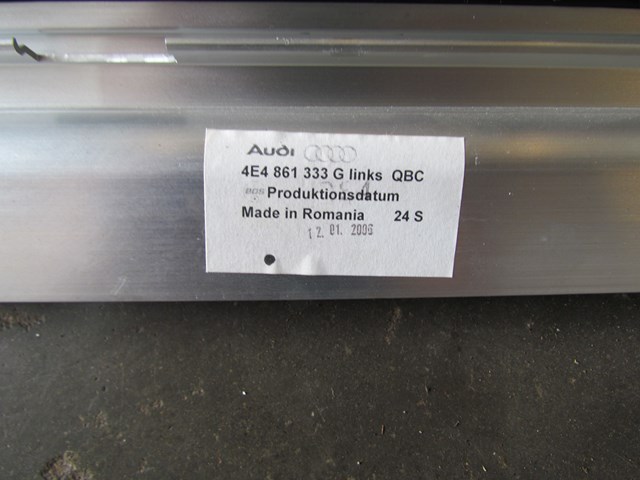 Audi
4E4 861 333 G links QBC
Produktionsdatum
Made in Romania 24 S
12. 01. 2006